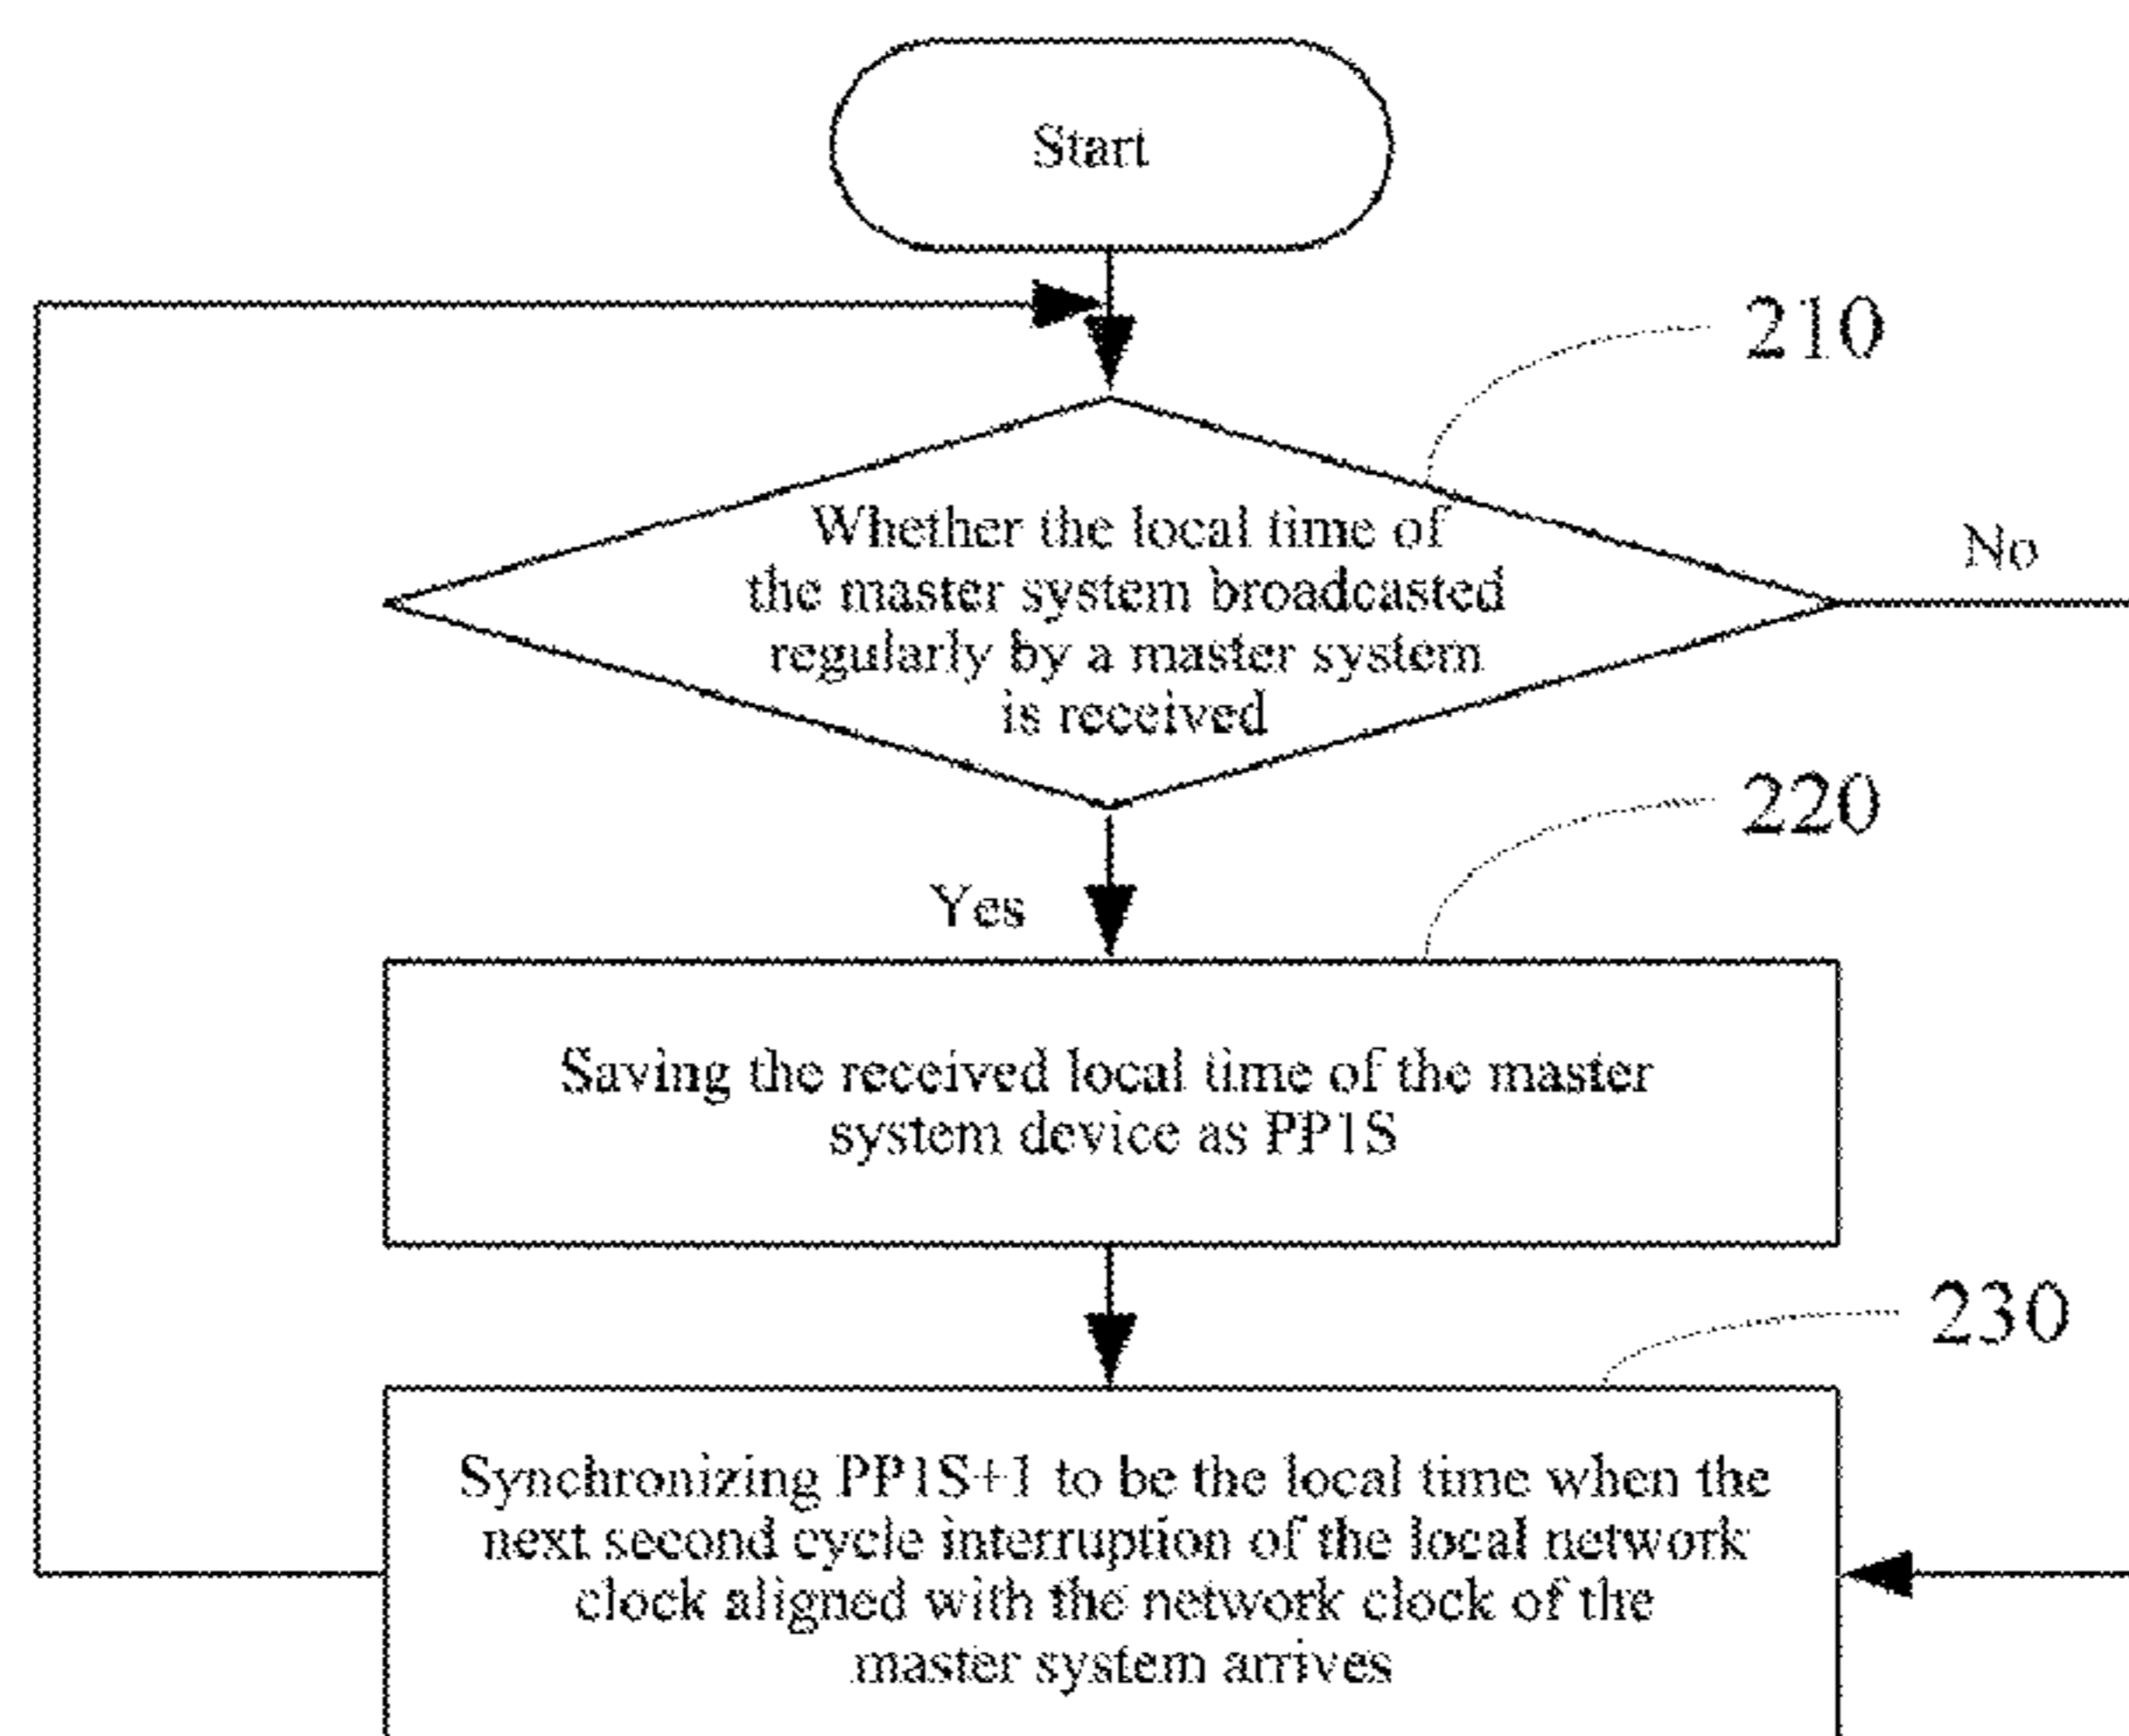 Start
210
Whether the local time of
the master system broadcasted
regularly by a master system
is received
No
220
Yes
Saving the received local time of the master
system device as PP1S
230
Synchronizing PP1S+1 to be the local time when the
next second cycle interruption of the local network
clock aligned with the network clock of the
master system arrives